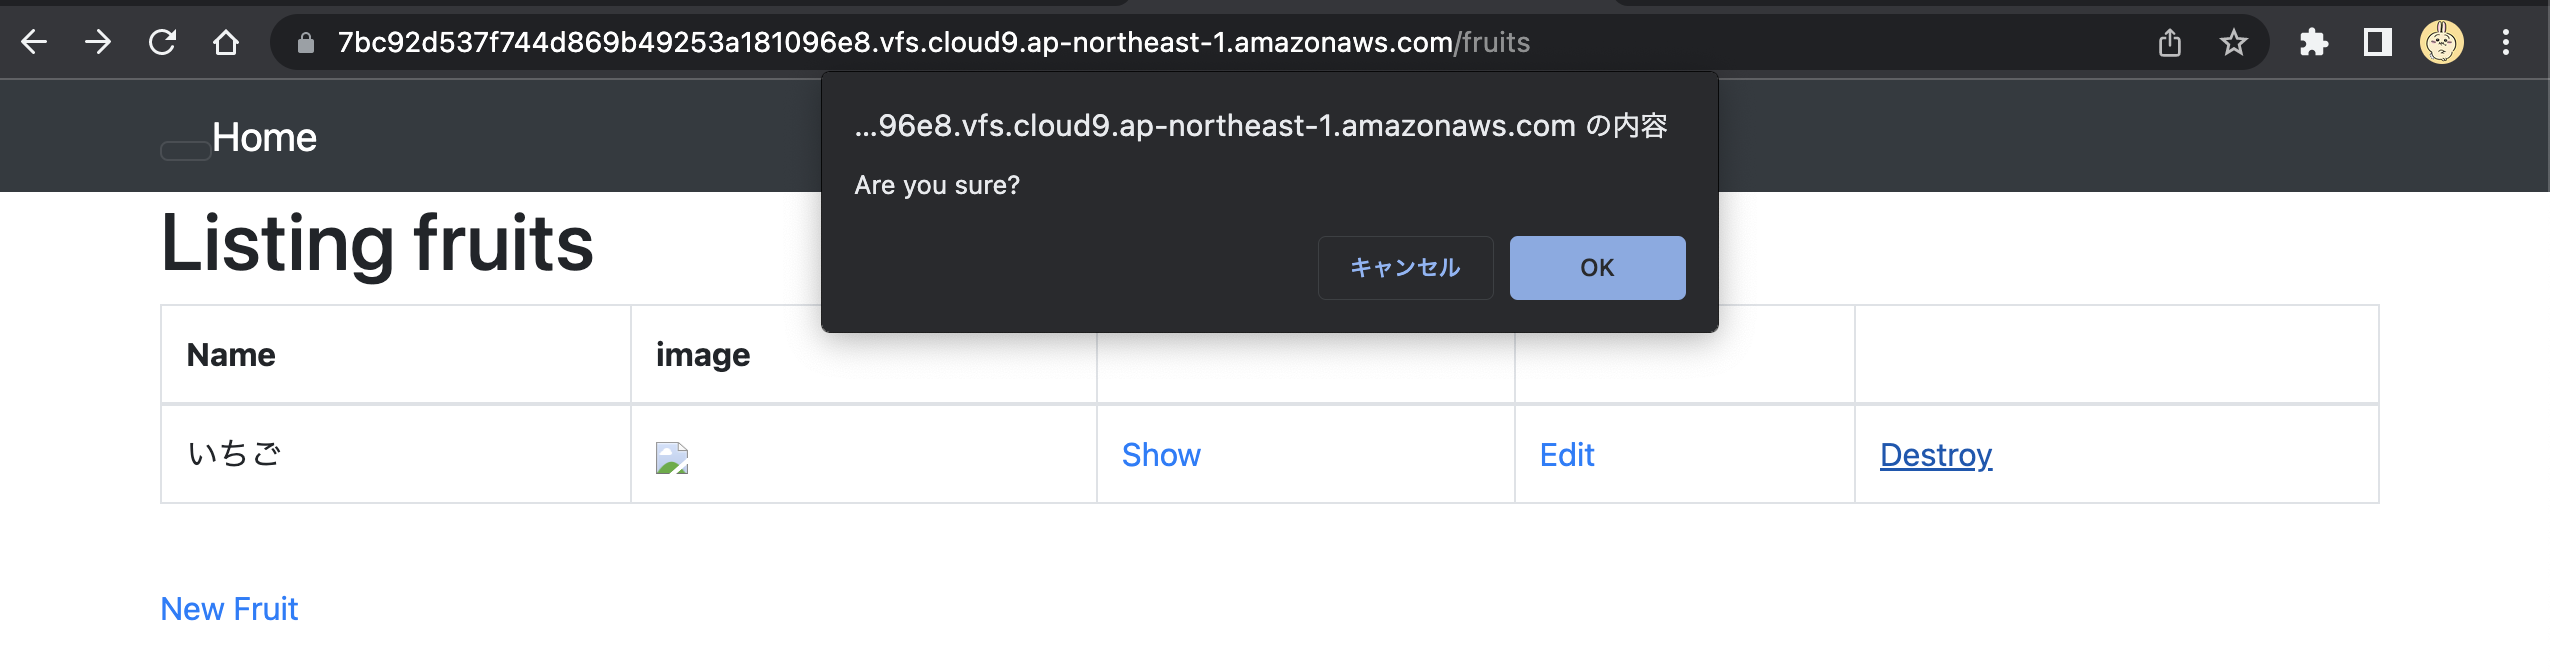 7bc92d537f744d869b49253a181096e8.vfs.cloud9.ap-northeast-1.amazonaws.com/fruits
...96e8.vfs.cloud9.ap-northeast-1.amazonaws.com の内容
Are you sure?
キャンセル OK
Home
Listing fruits
Name image
いちご Show Edit Destroy
New Fruit